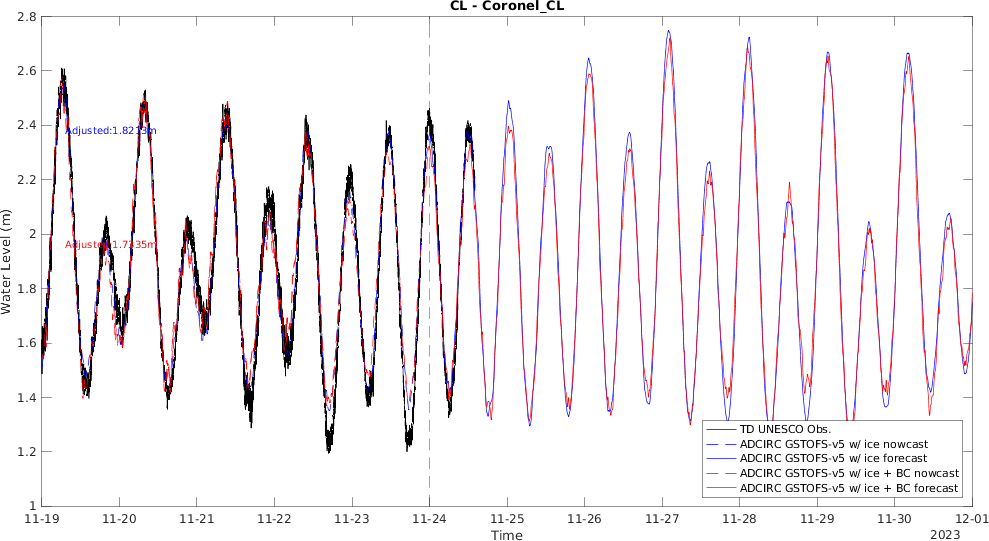 CL - Coronel_CL
2.8
2.6
2.4
2.2
2
1.8
1.6
1.4
1.2
1
Water Level (m)
Adjusted:1.8213m
Adjusted:1.7335m
TD UNESCO Obs.
ADCIRC GSTOFS-v5 w/ ice nowcast
ADCIRC GSTOFS-v5 w/ ice forecast
ADCIRC GSTOFS-v5 w/ ice + BC nowcast
ADCIRC GSTOFS-v5 w/ ice + BC forecast
11-19 11-20 11-21 11-22 11-23 11-24 11-25 11-26 11-27 11-28 11-29 11-30 12-01
Time
2023